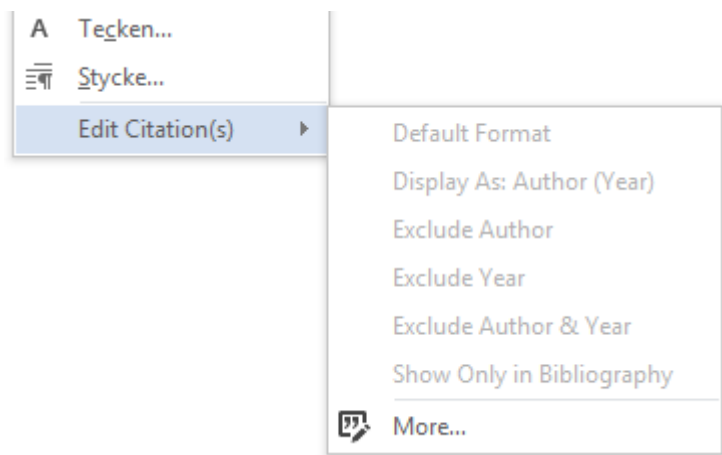 Tecken...
Stycke...
Edit Citation(s)
Default Format
Display As: Author (Year)
Exclude Author
Exclude Year
Exclude Author & Year
Show Only in Bibliography
More...